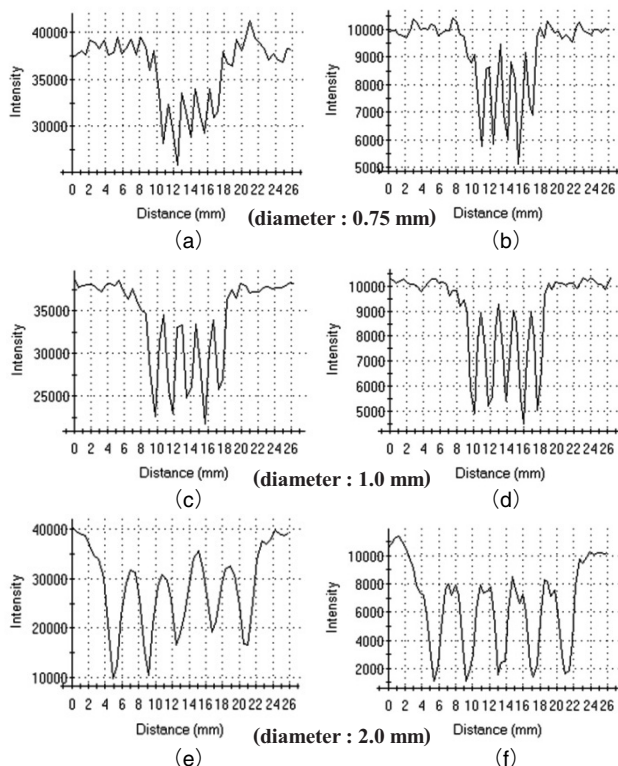 40000
35000
30000
Intensity
0 2 4 6 8 10 12 14 16 18 20 22 24 26
Distance (mm)
(a)
10000
9000
8000
7000
6000
5000
Intensity
0 2 4 6 8 10 12 14 16 18 20 22 24 26
Distance (mm)
(b)
(diameter : 0.75 mm)
35000
30000
25000
Intensity
0 2 4 6 8 10 12 14 16 18 20 22 24 26
Distance (mm)
(c)
10000
9000
8000
7000
6000
5000
Intensity
0 2 4 6 8 10 12 14 16 18 20 22 24 26
Distance (mm)
(d)
(diameter : 1.0 mm)
40000
30000
20000
10000
Intensity
0 2 4 6 8 10 12 14 16 18 20 22 24 26
Distance (mm)
(e)
10000
8000
6000
4000
2000
Intensity
0 2 4 6 8 10 12 14 16 18 20 22 24 26
Distance (mm)
(f)
(diameter : 2.0 mm)